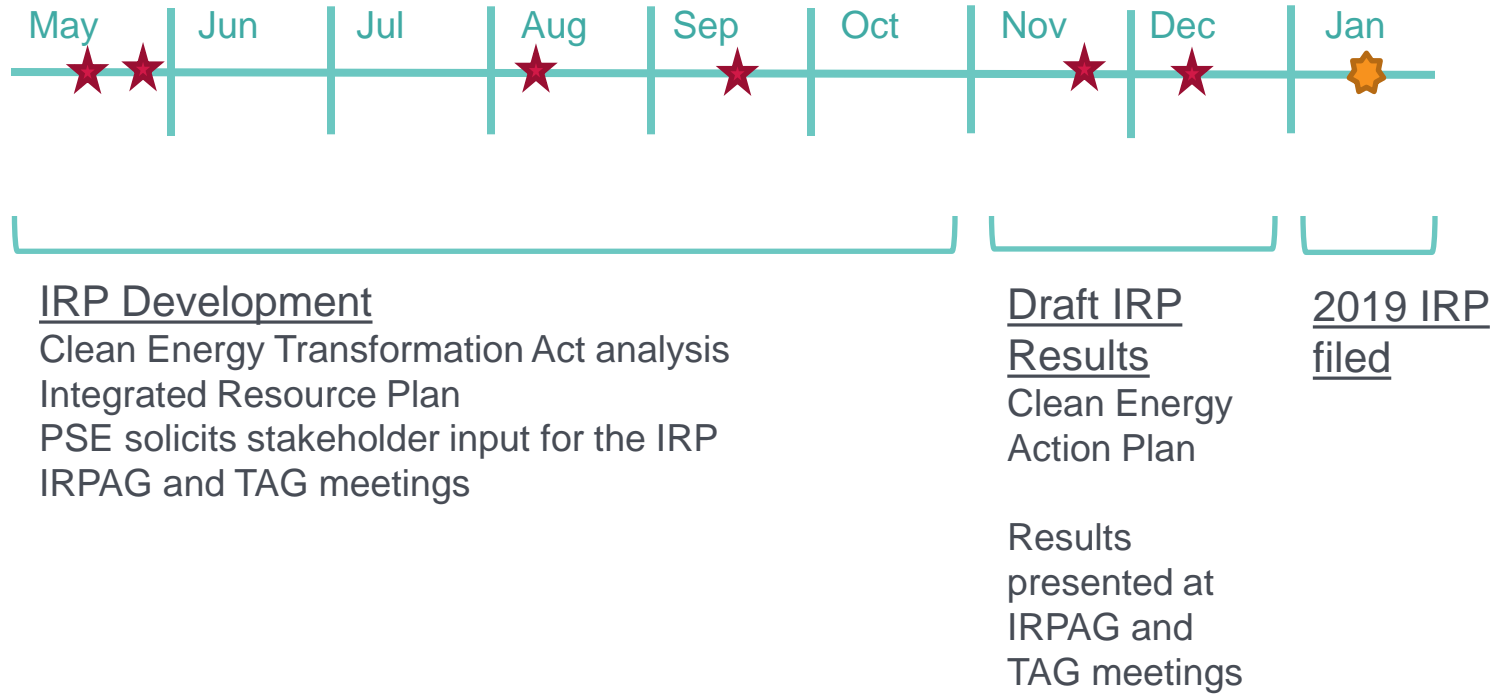 May
Jun
Jul
Aug
Sep
Oct
Nov
Dec
Jan
IRP Development
Clean Energy Transformation Act analysis
Integrated Resource Plan
PSE solicits stakeholder input for the IRP
IRPAG and TAG meetings
Draft IRP
Results
Clean Energy
Action Plan
Results
presented at
IRPAG and
TAG meetings
2019 IRP
filed